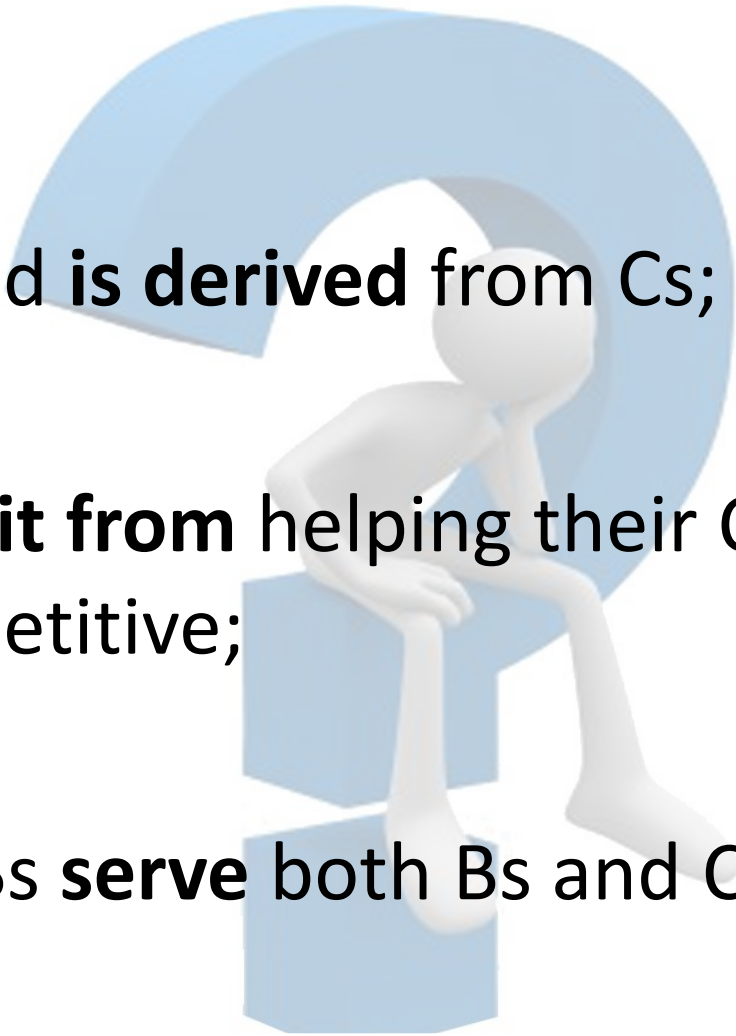 d is derived from Cs;
it from helping their
etitive;
s serve both Bs and